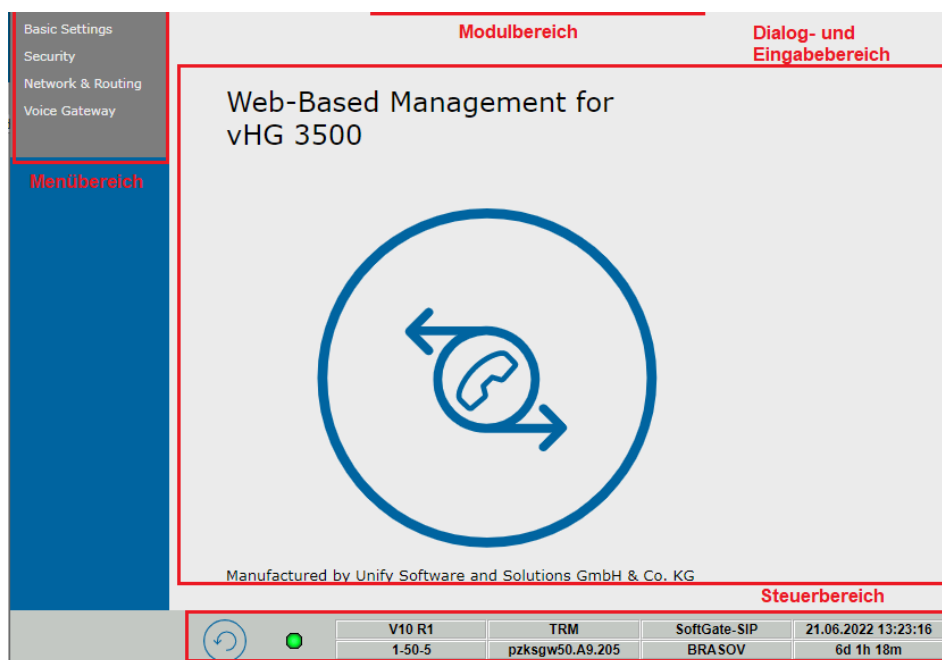 Basic Settings
Security
Network & Routing
Voice Gateway
Menübereich
Modulbereich
Dialog- und
Eingabebereich
Web-Based Management for
vHG 3500
Manufactured by Unify Software and Solutions GmbH & Co. KG
Steuerbereich
V10 R1 TRM SoftGate-SIP 21.06.2022 13:23:16
1-50-5 pzksgw50.A9.205 BRASOV 6d 1h 18m